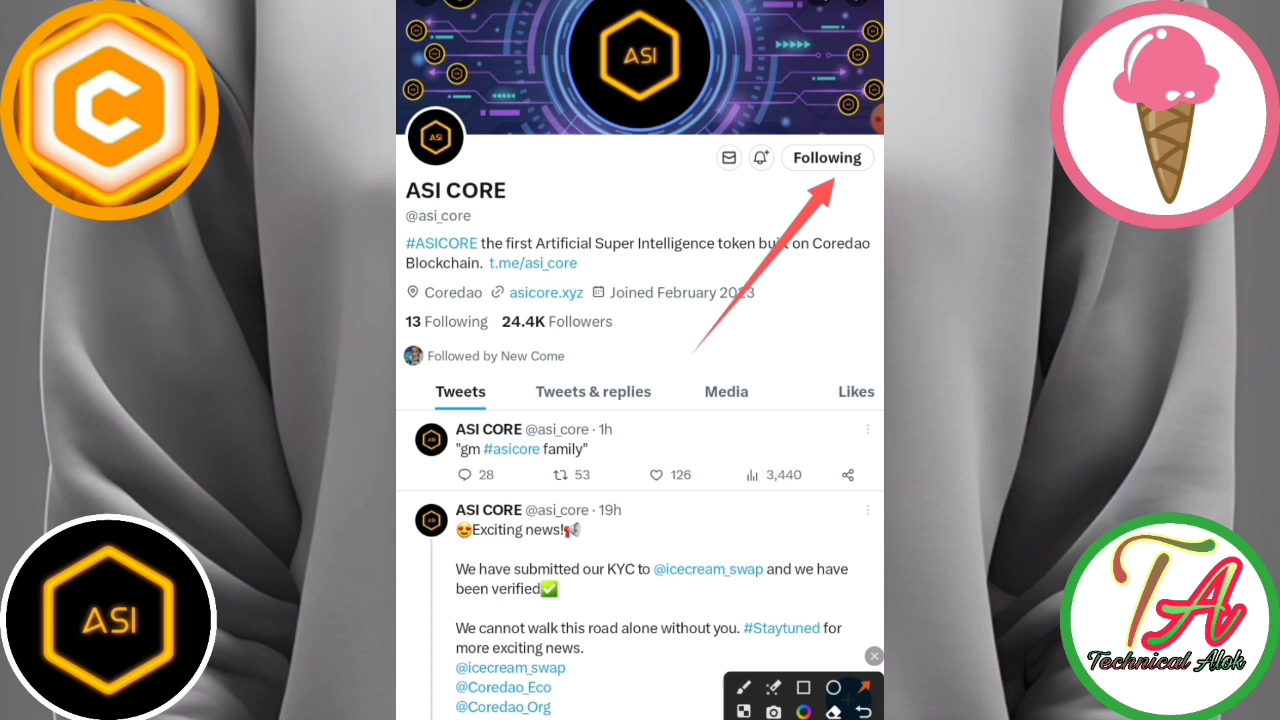 ASI
ASI
Following
ASI CORE
@asi_core
#ASICORE the first Artificial Super Intelligence token built on Coredao
Blockchain. t.me/asi_core
Coredao asicore.xyz Joined February 2023
13 Following 24.4K Followers
Followed by New Come
Tweets Tweets & replies Media Likes
ASI
ASI CORE @asi_core · 1h
"gm #asicore family"
28 53 126 3,440
ASI
ASI CORE @asi_core · 19h
😍Exciting news!📢
We have submitted our KYC to @icecream_swap and we have
been verified✅
We cannot walk this road alone without you. #Staytuned for
more exciting news.
@icecream_swap
@Coredao_Eco
@Coredao_Org
C
ASI
TA
Technical Alok